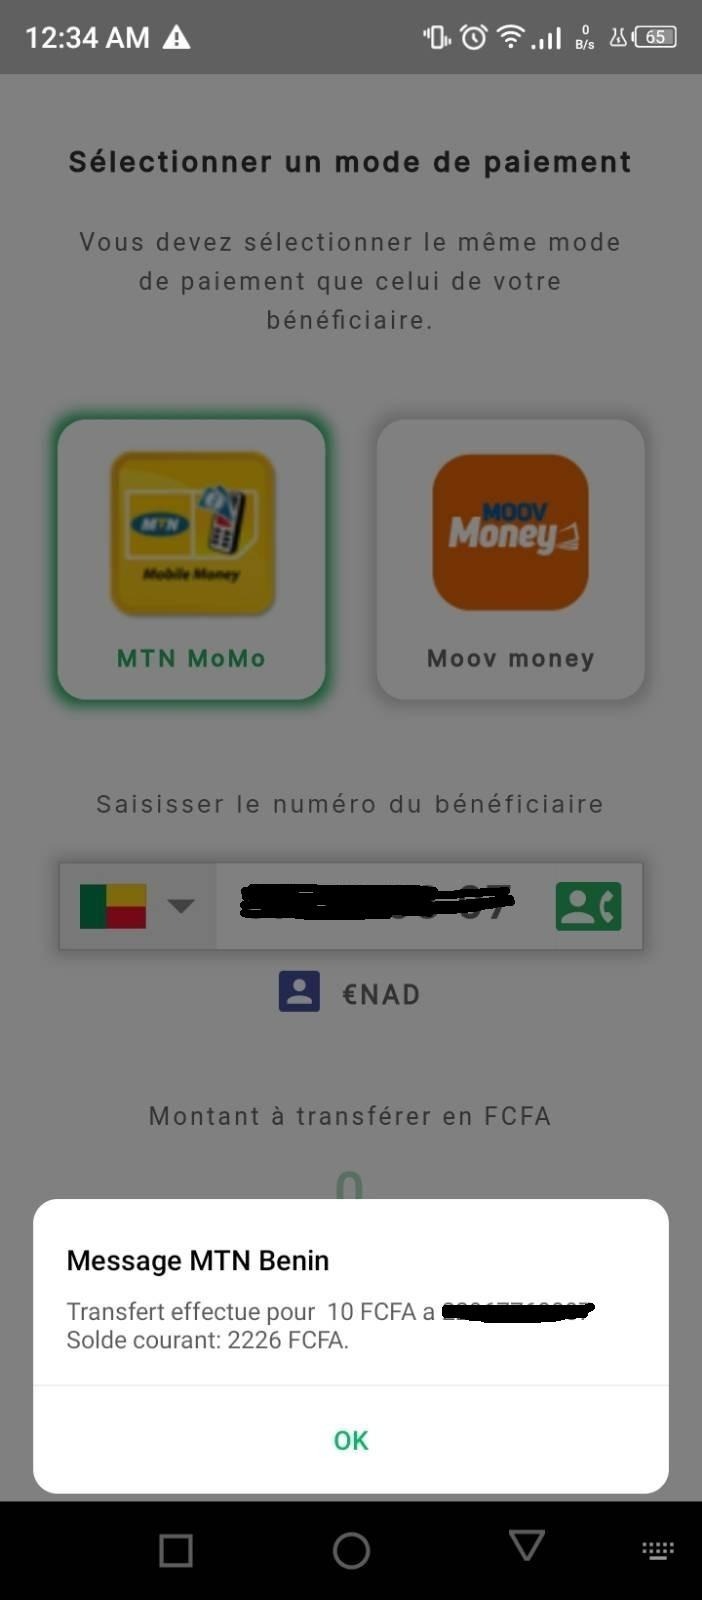 12:34 AM
0
B/s
65
Sélectionner un mode de paiement
Vous devez sélectionner le même mode
de paiement que celui de votre
bénéficiaire.
MTN
Mobile Money
MOOV
Money
MTN MoMo
Moov money
Saisisser le numéro du bénéficiaire
€NAD
Montant à transférer en FCFA
0
Message MTN Benin
Transfert effectue pour 10 FCFA a
Solde courant: 2226 FCFA.
OK